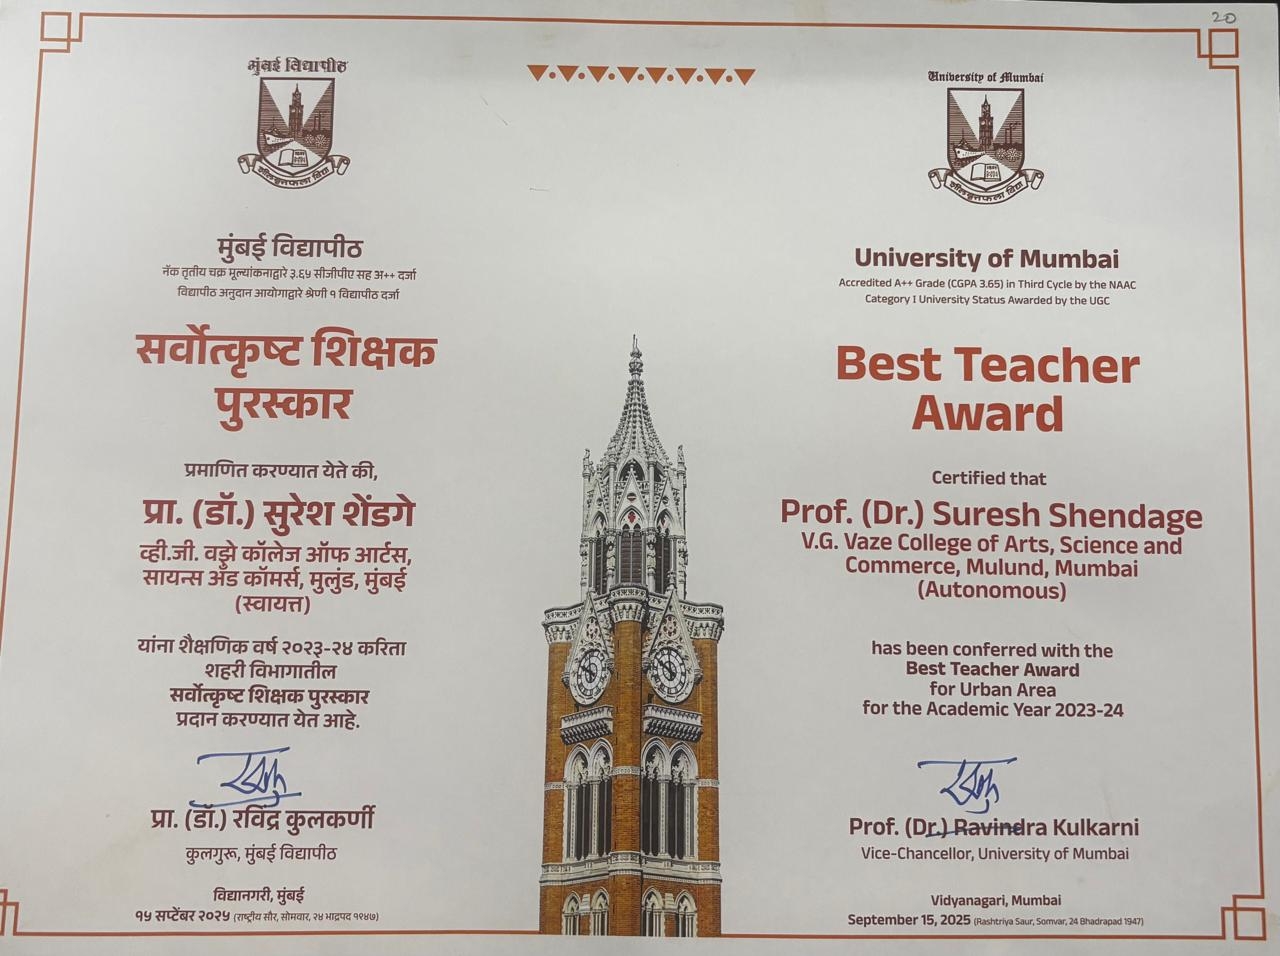 20
मुंबई विद्यापीठ
शीलवृत्तफला विद्या
मुंबई विद्यापीठ
नॅक तृतीय चक्र मूल्यांकनाद्वारे ३.६५ सीजीपीए सह अ++ दर्जा
विद्यापीठ अनुदान आयोगाद्वारे श्रेणी १ विद्यापीठ दर्जा
सर्वोत्कृष्ट शिक्षक
पुरस्कार
प्रमाणित करण्यात येते की,
प्रा. (डॉ.) सुरेश शेंडगे
व्ही.जी. वझे कॉलेज ऑफ आर्टस,
सायन्स अँड कॉमर्स, मुलुंड, मुंबई
(स्वायत्त)
यांना शैक्षणिक वर्ष २०२३-२४ करिता
शहरी विभागातील
सर्वोत्कृष्ट शिक्षक पुरस्कार
प्रदान करण्यात येत आहे.
प्रा. (डॉ.) रविंद्र कुलकर्णी
कुलगुरू, मुंबई विद्यापीठ
विद्यानगरी, मुंबई
१५ सप्टेंबर २०२५ (राष्ट्रीय सौर, सोमवार, २४ भाद्रपद १९४७)
University of Mumbai
शीलवृत्तफला विद्या
University of Mumbai
Accredited A++ Grade (CGPA 3.65) in Third Cycle by the NAAC
Category I University Status Awarded by the UGC
Best Teacher
Award
Certified that
Prof. (Dr.) Suresh Shendage
V.G. Vaze College of Arts, Science and
Commerce, Mulund, Mumbai
(Autonomous)
has been conferred with the
Best Teacher Award
for Urban Area
for the Academic Year 2023-24
Prof. (Dr.) Ravindra Kulkarni
Vice-Chancellor, University of Mumbai
Vidyanagari, Mumbai
September 15, 2025 (Rashtriya Saur, Somvar, 24 Bhadrapad 1947)